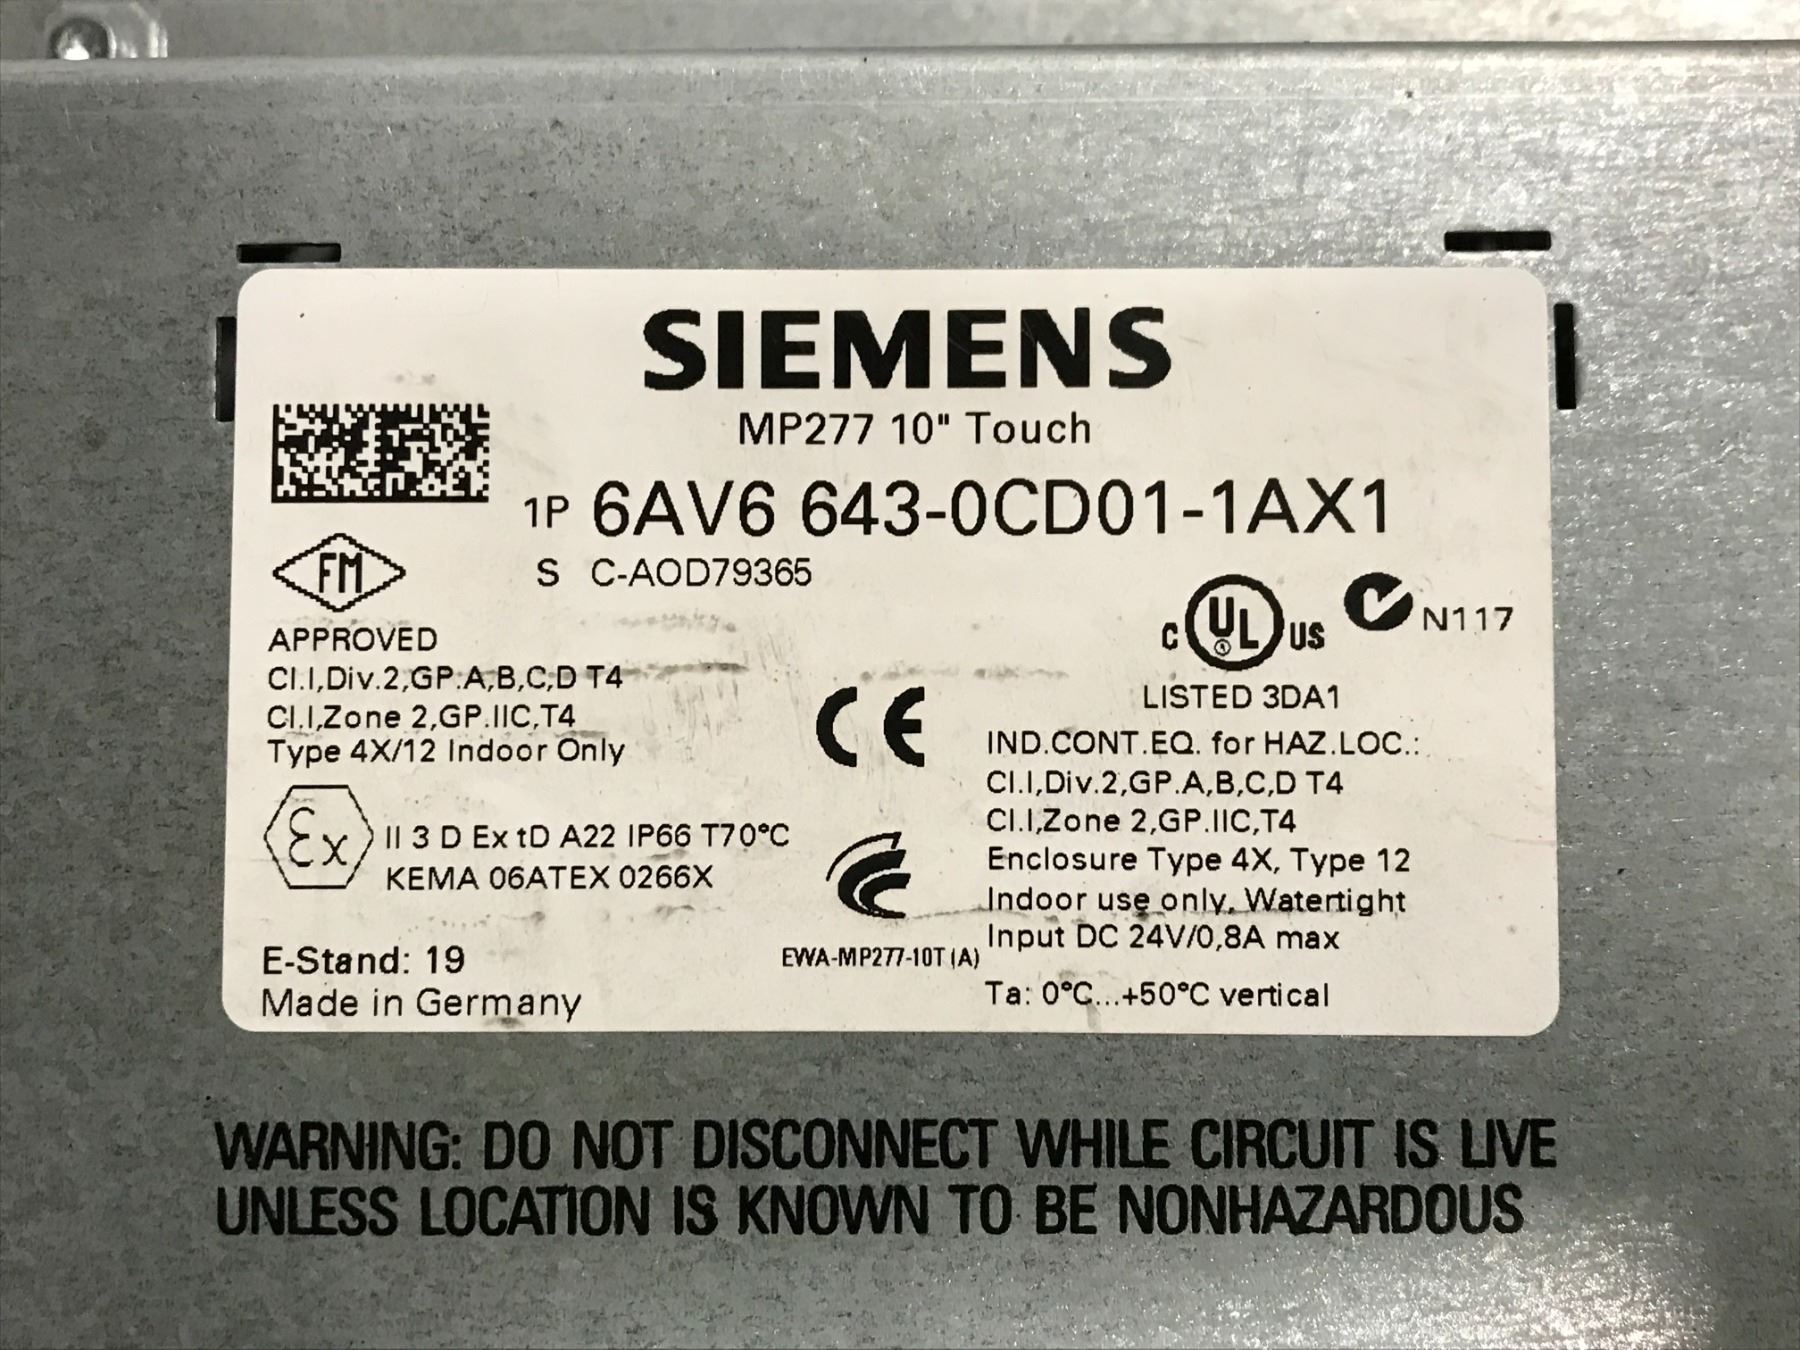 SIEMENS
MP277 10" Touch
1P 6AV6 643-0CD01-1AX1
S C-AOD79365
FM
APPROVED
Cl.I,Div.2,GP.A,B,C,D T4
Cl.I,Zone 2,GP.IIC,T4
Type 4X/12 Indoor Only
Ex II 3 D Ex tD A22 IP66 T70°C
KEMA 06ATEX 0266X
E-Stand: 19
Made in Germany
CE
EWA-MP277-10T(A)
C UL US N117
LISTED 3DA1
IND.CONT.EQ. for HAZ.LOC.:
Cl.I,Div.2,GP.A,B,C,D T4
Cl.I,Zone 2,GP.IIC,T4
Enclosure Type 4X, Type 12
Indoor use only, Watertight
Input DC 24V/0,8A max
Ta: 0°C...+50°C vertical
WARNING: DO NOT DISCONNECT WHILE CIRCUIT IS LIVE
UNLESS LOCATION IS KNOWN TO BE NONHAZARDOUS